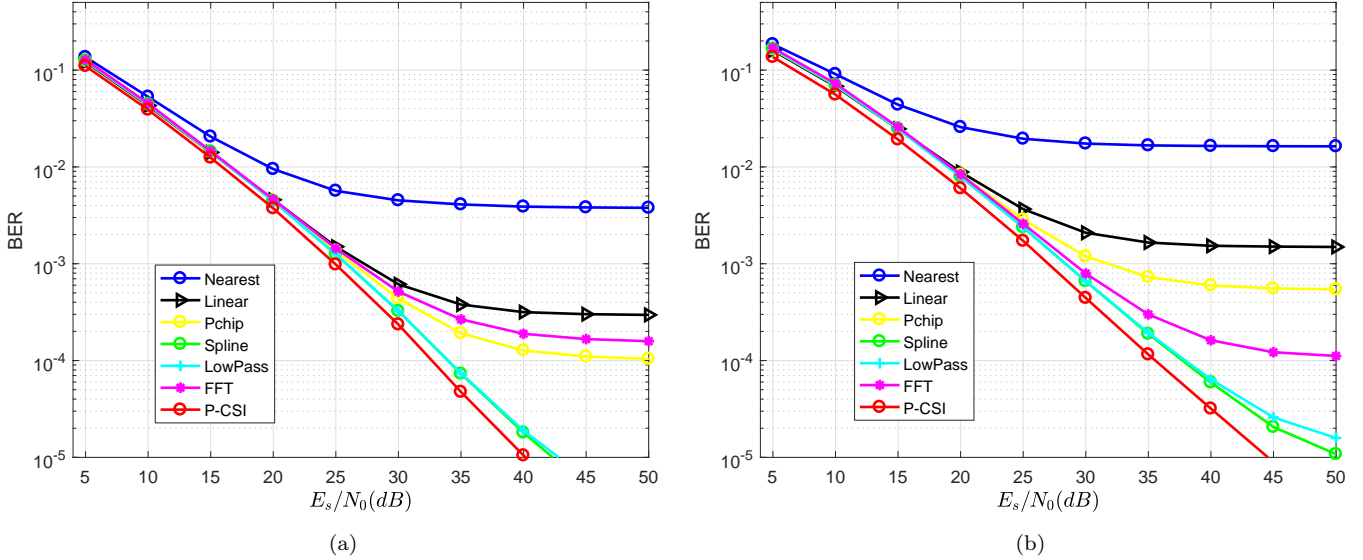 10^-1
10^-2
10^-3
10^-4
10^-5
BER
5 10 15 20 25 30 35 40 45 50
E_s/N_0(dB)
Nearest
Linear
Pchip
Spline
LowPass
FFT
P-CSI
(a)
10^-1
10^-2
10^-3
10^-4
10^-5
BER
5 10 15 20 25 30 35 40 45 50
E_s/N_0(dB)
Nearest
Linear
Pchip
Spline
LowPass
FFT
P-CSI
(b)